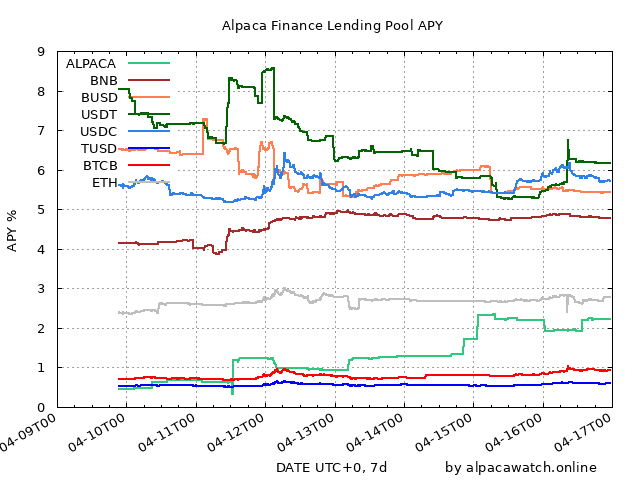 Alpaca Finance Lending Pool APY
9
8
7
6
5
4
3
2
1
0
APY %
ALPACA
BNB
BUSD
USDT
USDC
TUSD
BTCB
ETH
04-09T00
04-10T00
04-11T00
04-12T00
04-13T00
04-14T00
04-15T00
04-16T00
04-17T00
DATE UTC+0, 7d
by alpacawatch.online